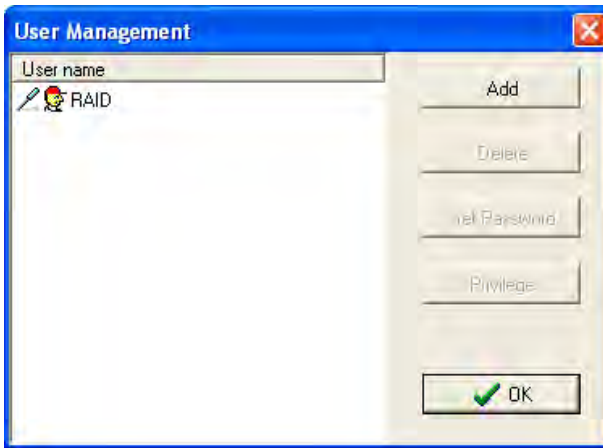 User Management
User name
RAID
Add
Delete
Password
Privilege
OK